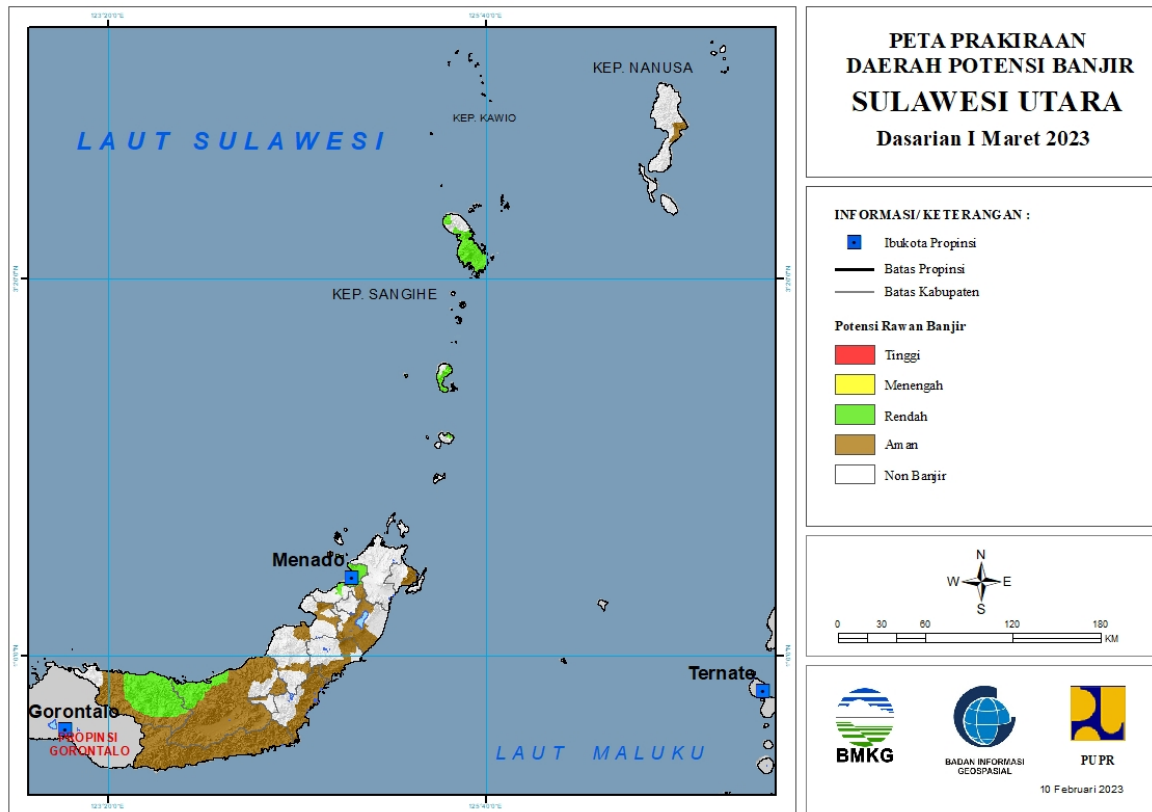 PETA PRAKIRAAN
DAERAH POTENSI BANJIR
SULAWESI UTARA
Dasarian I Maret 2023
INFORMASI/ KETERANGAN :
Ibukota Propinsi
Batas Propinsi
Batas Kabupaten
Potensi Rawan Banjir
Tinggi
Menengah
Rendah
Aman
Non Banjir
N
W E
S
0 30 60 120 180
KM
BMKG
BADAN INFORMASI
GEOSPASIAL
PUPR
10 Februari 2023
KEP. NANUSA
KEP. KAWIO
LAUT SULAWESI
KEP. SANGIHE
Menado
Ternate
Gorontalo
PROPINSI
GORONTALO
LAUT MALUKU